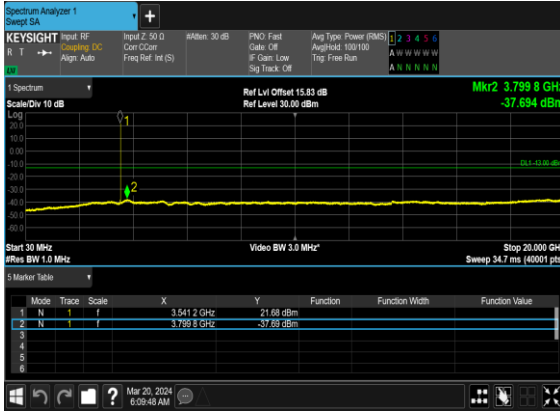 Spectrum Analyzer 1
Swept SA
+
KEYSIGHT Input: RF Input Z: 50 Ω #Atten: 30 dB PNO: Fast Avg Type: Power (RMS) 1 2 3 4 5 6
R T Coupling: DC Corr CCorr Gate: Off Avg|Hold: 100/100 A W W W W W
Align: Auto Freq Ref: Int (S) IF Gain: Low Trig: Free Run
Sig Track: Off A N N N N N
1 Spectrum Ref Lvl Offset 15.83 dB Mkr2 3.799 8 GHz
Scale/Div 10 dB Ref Level 30.00 dBm -37.694 dBm
Log
1
20.0
10.0
0.00
-10.0 DL1 -13.00 dBm
-20.0
-30.0 2
-40.0
-50.0
-60.0
Start 30 MHz Video BW 3.0 MHz* Stop 20.000 GHz
#Res BW 1.0 MHz Sweep 34.7 ms (40001 pts)
5 Marker Table
Mode Trace Scale X Y Function Function Width Function Value
1 N 1 f 3.541 2 GHz 21.68 dBm
2 N 1 f 3.799 8 GHz -37.69 dBm
3
4
5
6
? Mar 20, 2024
6:09:48 AM